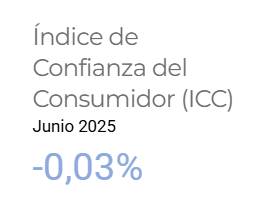 Índice de
Confianza del
Consumidor (ICC)
Junio 2025
-0,03%